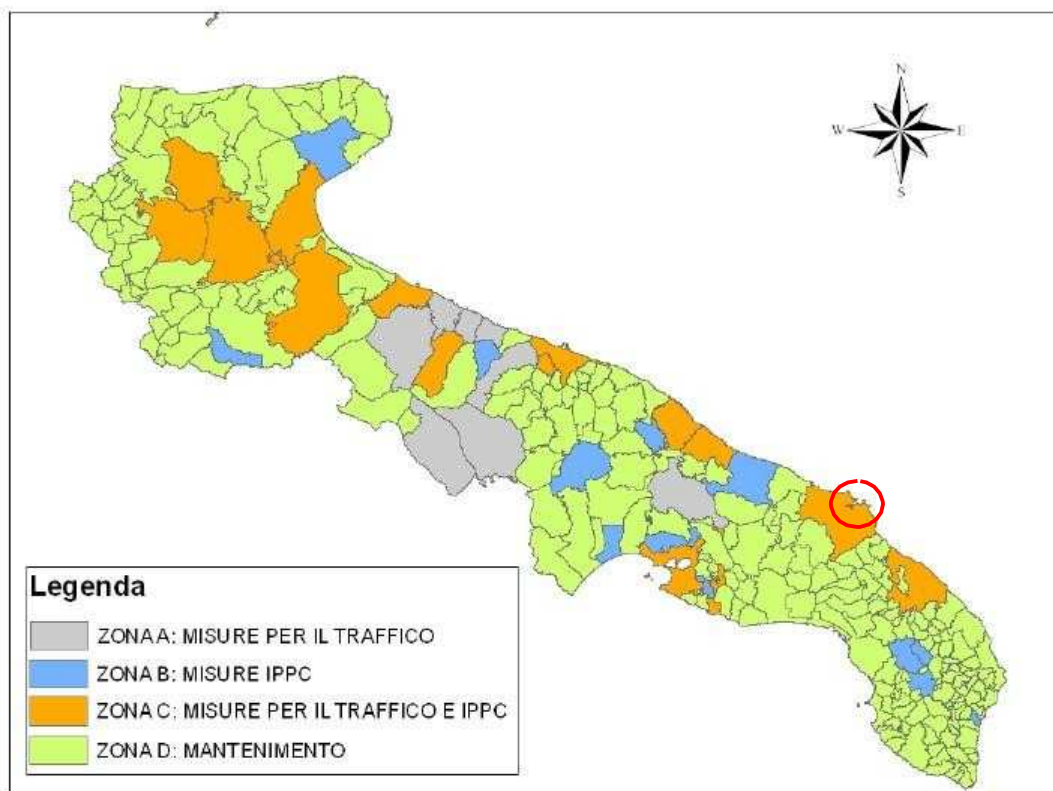 N
W E
S
Legenda
ZONA A: MISURE PER IL TRAFFICO
ZONA B: MISURE IPPC
ZONA C: MISURE PER IL TRAFFICO E IPPC
ZONA D: MANTENIMENTO